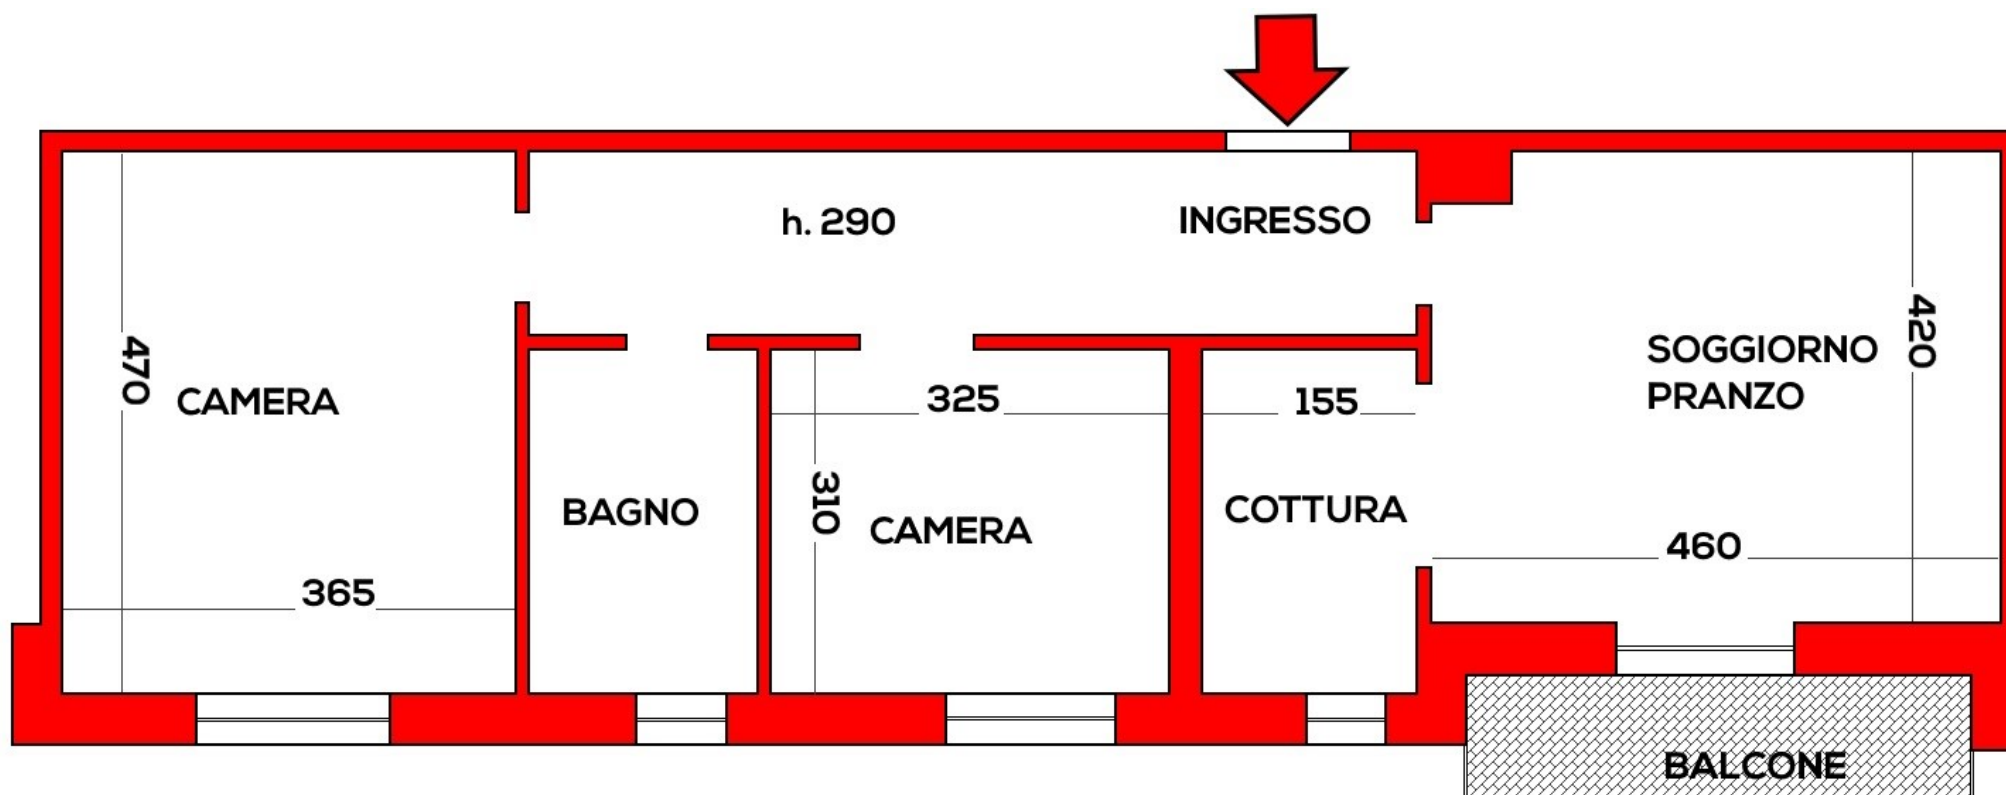 h. 290
INGRESSO
470
CAMERA
365
BAGNO
325
310
CAMERA
155
COTTURA
SOGGIORNO
PRANZO
420
460
BALCONE